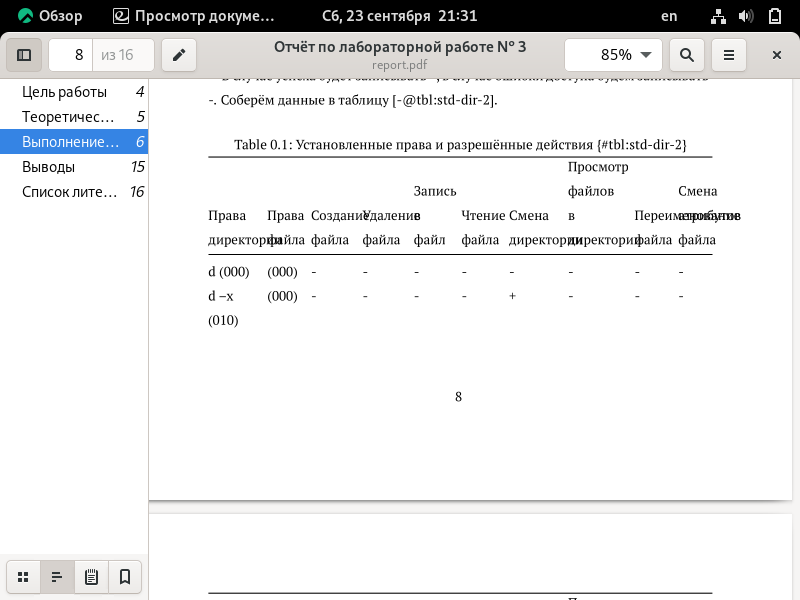 Обзор
Просмотр докуме…
Сб, 23 сентября 21:31
en
8 из 16
Отчёт по лабораторной работе № 3
report.pdf
85%
Цель работы 4
Теоретичес… 5
Выполнение… 6
Выводы 15
Список лите… 16
-. Соберём данные в таблицу [-@tbl:std-dir-2].
Table 0.1: Установленные права и разрешённые действия {#tbl:std-dir-2}
Просмотр
Запись файлов Смена
Права Права Создание Удаление в Чтение Смена в
директории файла файла файла файл файла директории директории файла файла
d (000) (000) - - - - - - - -
d –x (000) - - - - + - - -
(010)
8